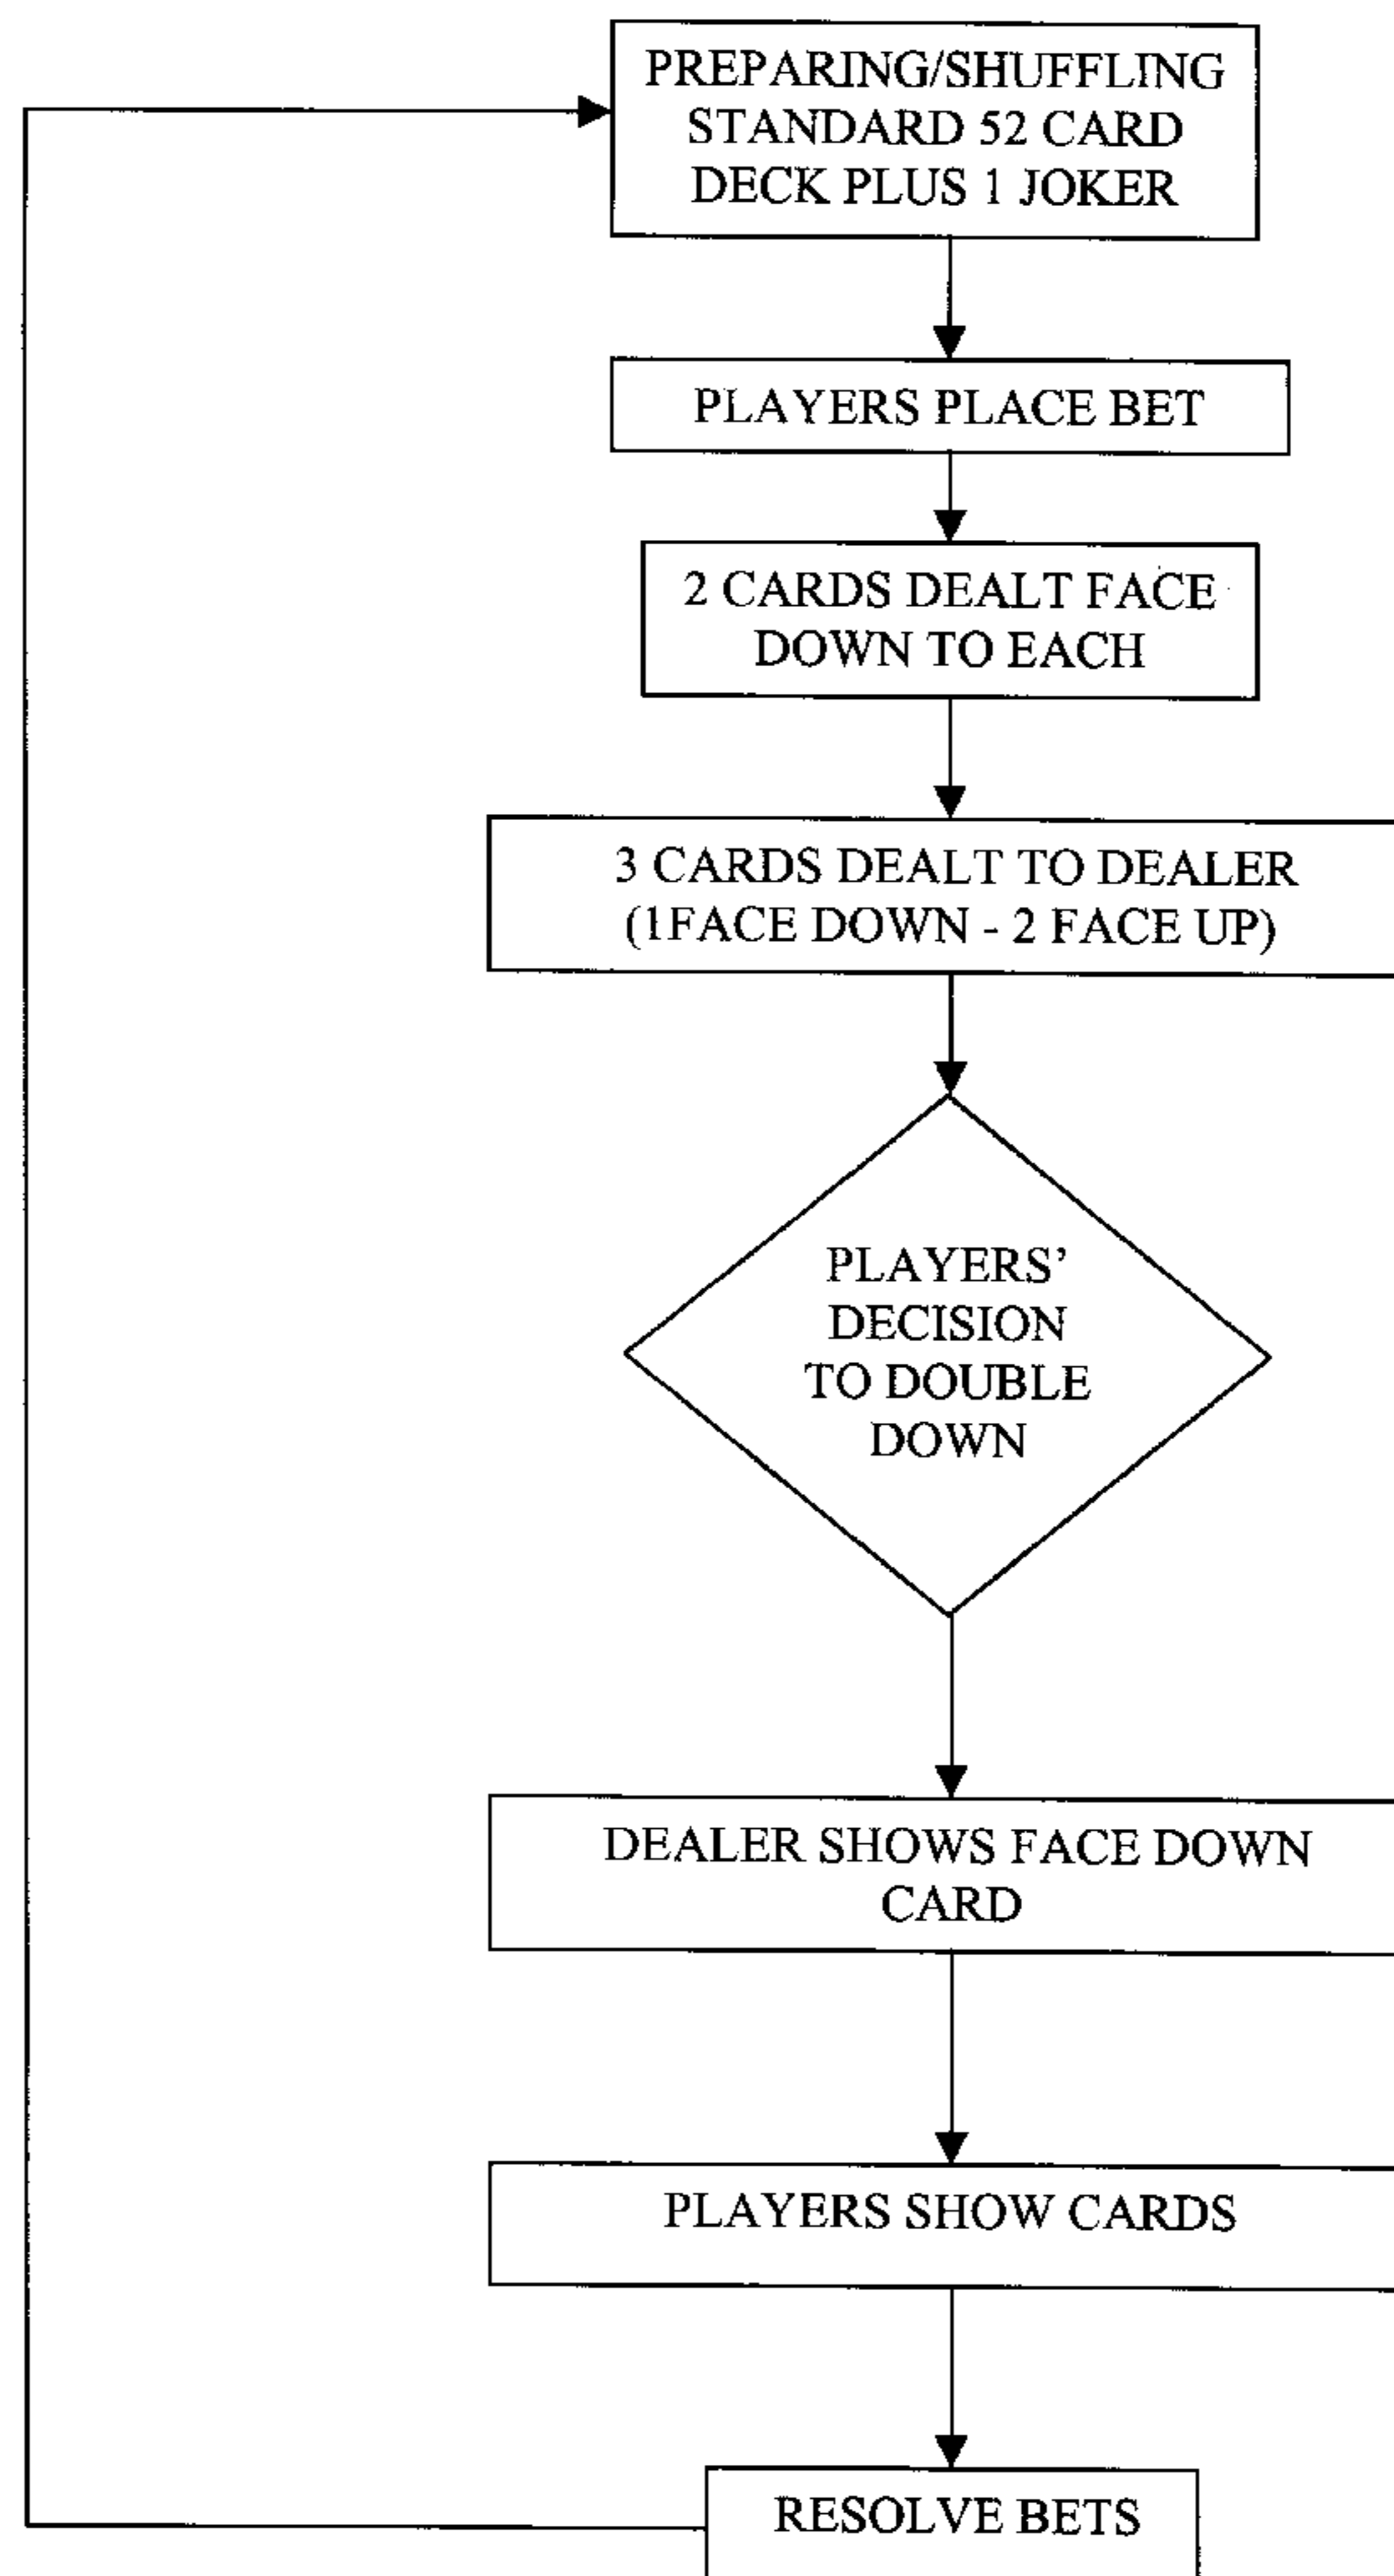 PREPARING/SHUFFLING
STANDARD 52 CARD
DECK PLUS 1 JOKER
PLAYERS PLACE BET
2 CARDS DEALT FACE
DOWN TO EACH
3 CARDS DEALT TO DEALER
(1FACE DOWN - 2 FACE UP)
PLAYERS’
DECISION
TO DOUBLE
DOWN
DEALER SHOWS FACE DOWN
CARD
PLAYERS SHOW CARDS
RESOLVE BETS